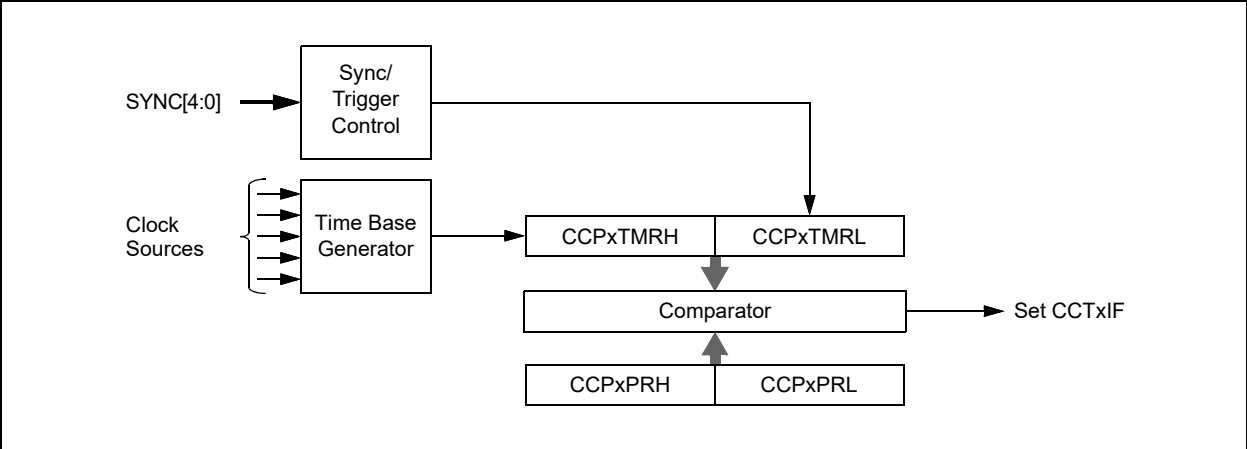 Sync/
Trigger
Control
SYNC[4:0]
Clock
Sources
Time Base
Generator
CCPxTMRH
CCPxTMRL
Comparator
Set CCTxIF
CCPxPRH
CCPxPRL